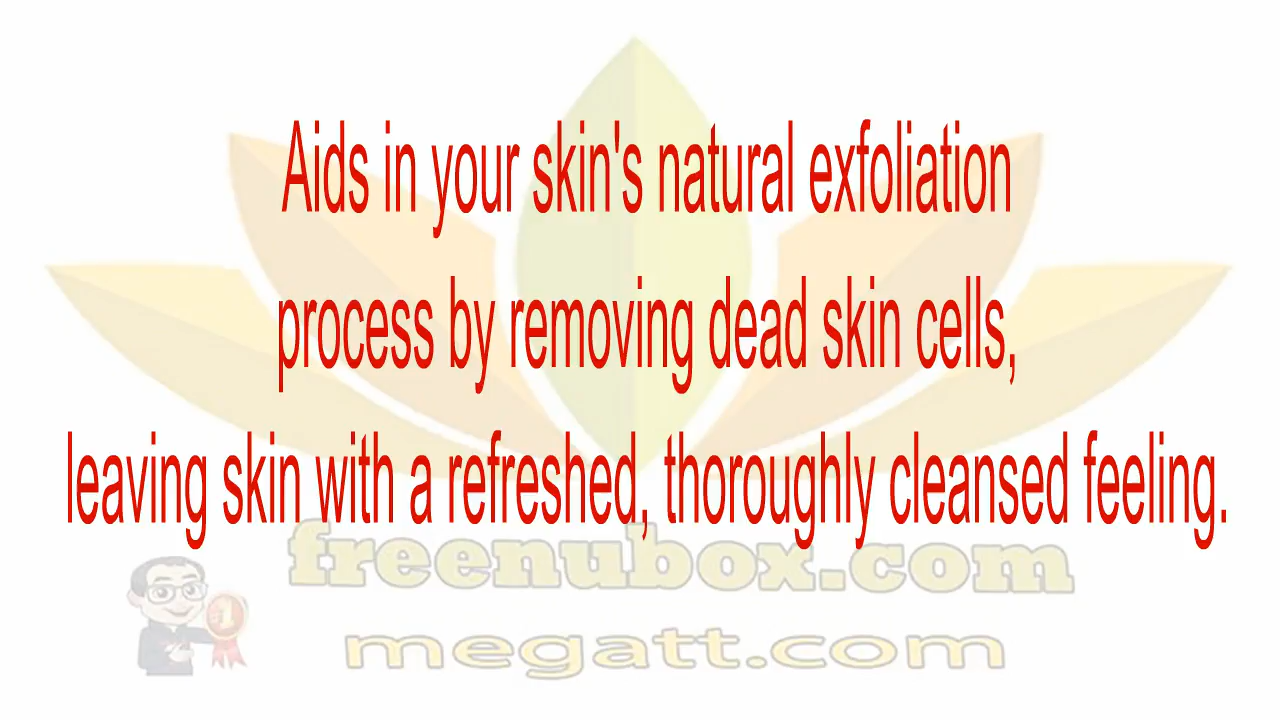 Aids in your skin's natural exfoliation
process by removing dead skin cells,
leaving skin with a refreshed, thoroughly cleansed feeling.
freenubox.com
#1
megatt.com